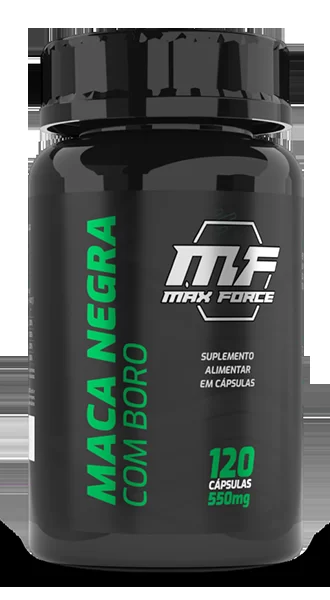 MACA NEGRA
COM BORO
MF
MAX FORCE
SUPLEMENTO
ALIMENTAR
EM CÁPSULAS
120
CÁPSULAS
550mg